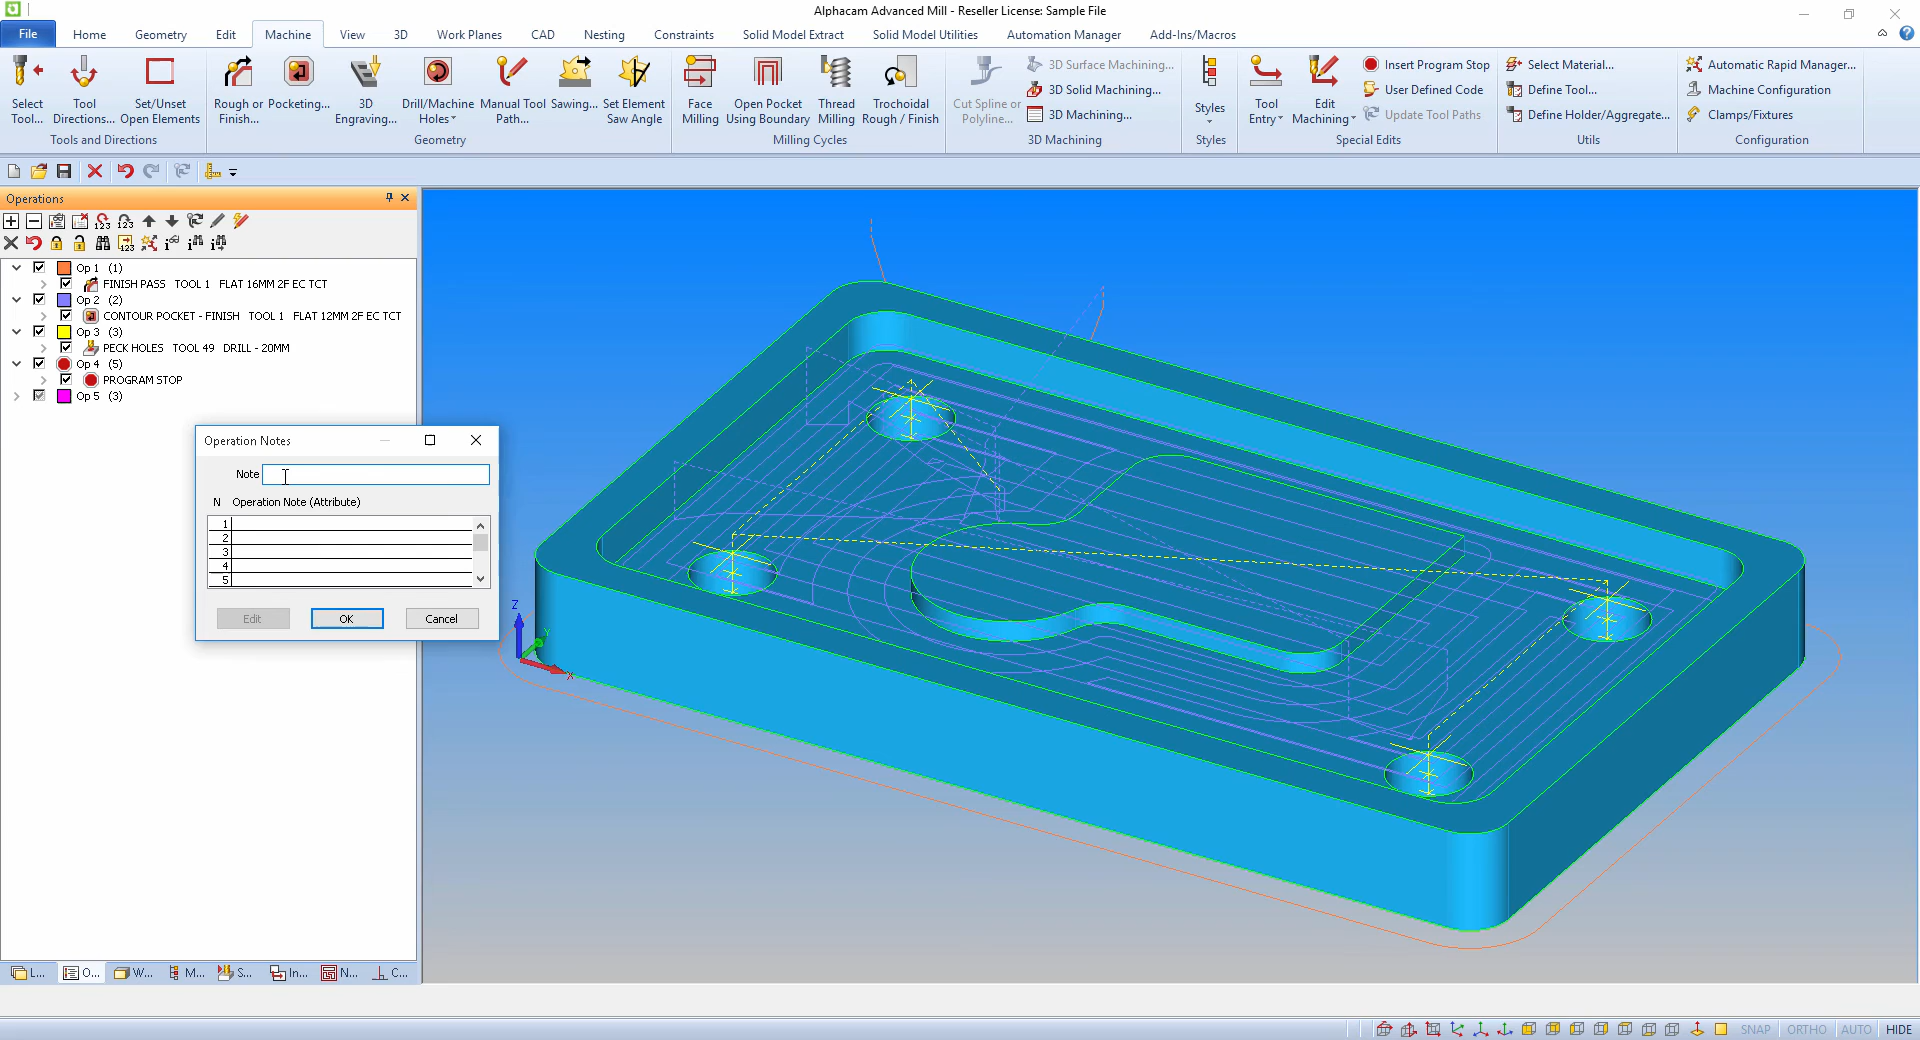 Alphacam Advanced Mill - Reseller License: Sample File
File Home Geometry Edit Machine View 3D Work Planes CAD Nesting Constraints Solid Model Extract Solid Model Utilities Automation Manager Add-Ins/Macros
Select Tool...
Tool Directions...
Set/Unset Open Elements
Tools and Directions
Rough or Finish...
Pocketing...
3D Engraving...
Drill/Machine Holes
Manual Tool Path...
Sawing...
Set Element Saw Angle
Geometry
Face Milling
Open Pocket Using Boundary
Thread Milling
Trochoidal Rough / Finish
Milling Cycles
Cut Spline or Polyline...
3D Surface Machining...
3D Solid Machining...
3D Machining...
3D Machining
Styles
Styles
Tool Entry
Edit Machining
Insert Program Stop
User Defined Code
Update Tool Paths
Special Edits
Select Material...
Define Tool...
Define Holder/Aggregate...
Utils
Automatic Rapid Manager...
Machine Configuration
Clamps/Fixtures
Configuration
Operations
123 123
123
Op 1 (1)
FINISH PASS TOOL 1 FLAT 16MM 2F EC TCT
Op 2 (2)
CONTOUR POCKET - FINISH TOOL 1 FLAT 12MM 2F EC TCT
Op 3 (3)
PECK HOLES TOOL 49 DRILL - 20MM
Op 4 (5)
PROGRAM STOP
Op 5 (3)
Operation Notes
Note
N Operation Note (Attribute)
1
2
3
4
5
Edit OK Cancel
Z
Y
X
L... O... W... M... S... In... N... C...
SNAP ORTHO AUTO HIDE